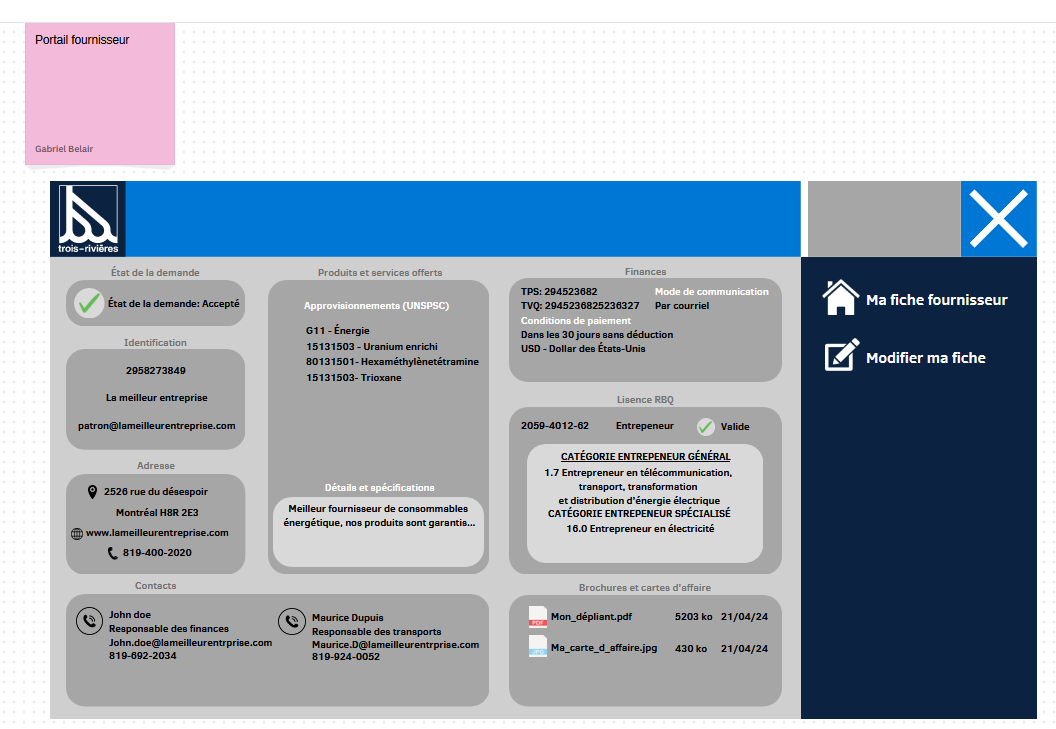 Portail fournisseur
Gabriel Belair
trois-rivières
État de la demande
État de la demande: Accepté
Identification
2958273849
La meilleur entreprise
patron@lameilleurentreprise.com
Adresse
2526 rue du désespoir
Montréal H8R 2E3
www.lameilleurentreprise.com
819-400-2020
Produits et services offerts
Approvisionnements (UNSPSC)
G11 - Énergie
15131503 - Uranium enrichi
80131501- Hexaméthylènetétramine
15131503- Trioxane
Détails et spécifications
Meilleur fournisseur de consommables
énergétique, nos produits sont garantis...
Finances
TPS: 294523682 Mode de communication
TVQ: 2945236825236327 Par courriel
Conditions de paiement
Dans les 30 jours sans déduction
USD - Dollar des États-Unis
Lisence RBQ
2059-4012-62 Entrepeneur Valide
CATÉGORIE ENTREPENEUR GÉNÉRAL
1.7 Entrepreneur en télécommunication,
transport, transformation
et distribution d'énergie électrique
CATÉGORIE ENTREPENEUR SPÉCIALISÉ
16.0 Entrepreneur en électricité
Contacts
John doe
Responsable des finances
John.doe@lameilleurentrprise.com
819-692-2034
Maurice Dupuis
Responsable des transports
Maurice.D@lameilleurentrprise.com
819-924-0052
Brochures et cartes d'affaire
PDF Mon_dépliant.pdf 5203 ko 21/04/24
JPG Ma_carte_d_affaire.jpg 430 ko 21/04/24
Ma fiche fournisseur
Modifier ma fiche